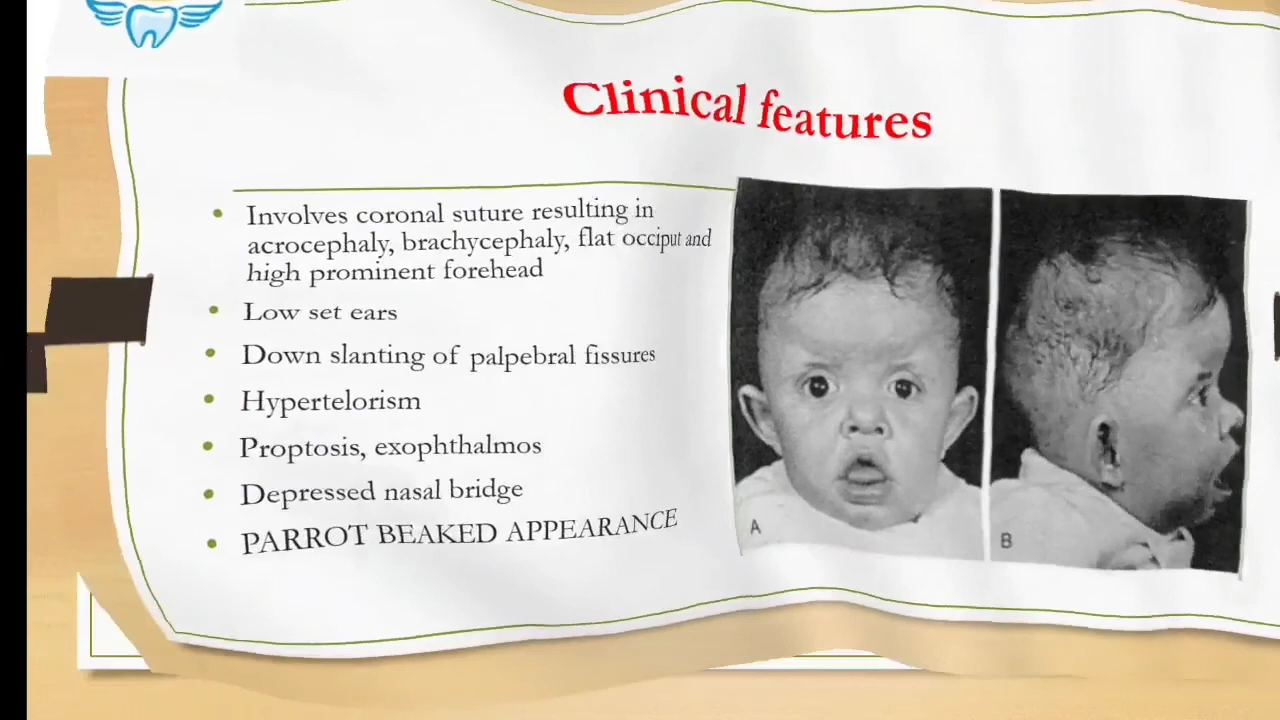 Clinical features
• Involves coronal suture resulting in
acrocephaly, brachycephaly, flat occiput and
high prominent forehead
• Low set ears
• Down slanting of palpebral fissures
• Hypertelorism
• Proptosis, exophthalmos
• Depressed nasal bridge
• PARROT BEAKED APPEARANCE
A
B